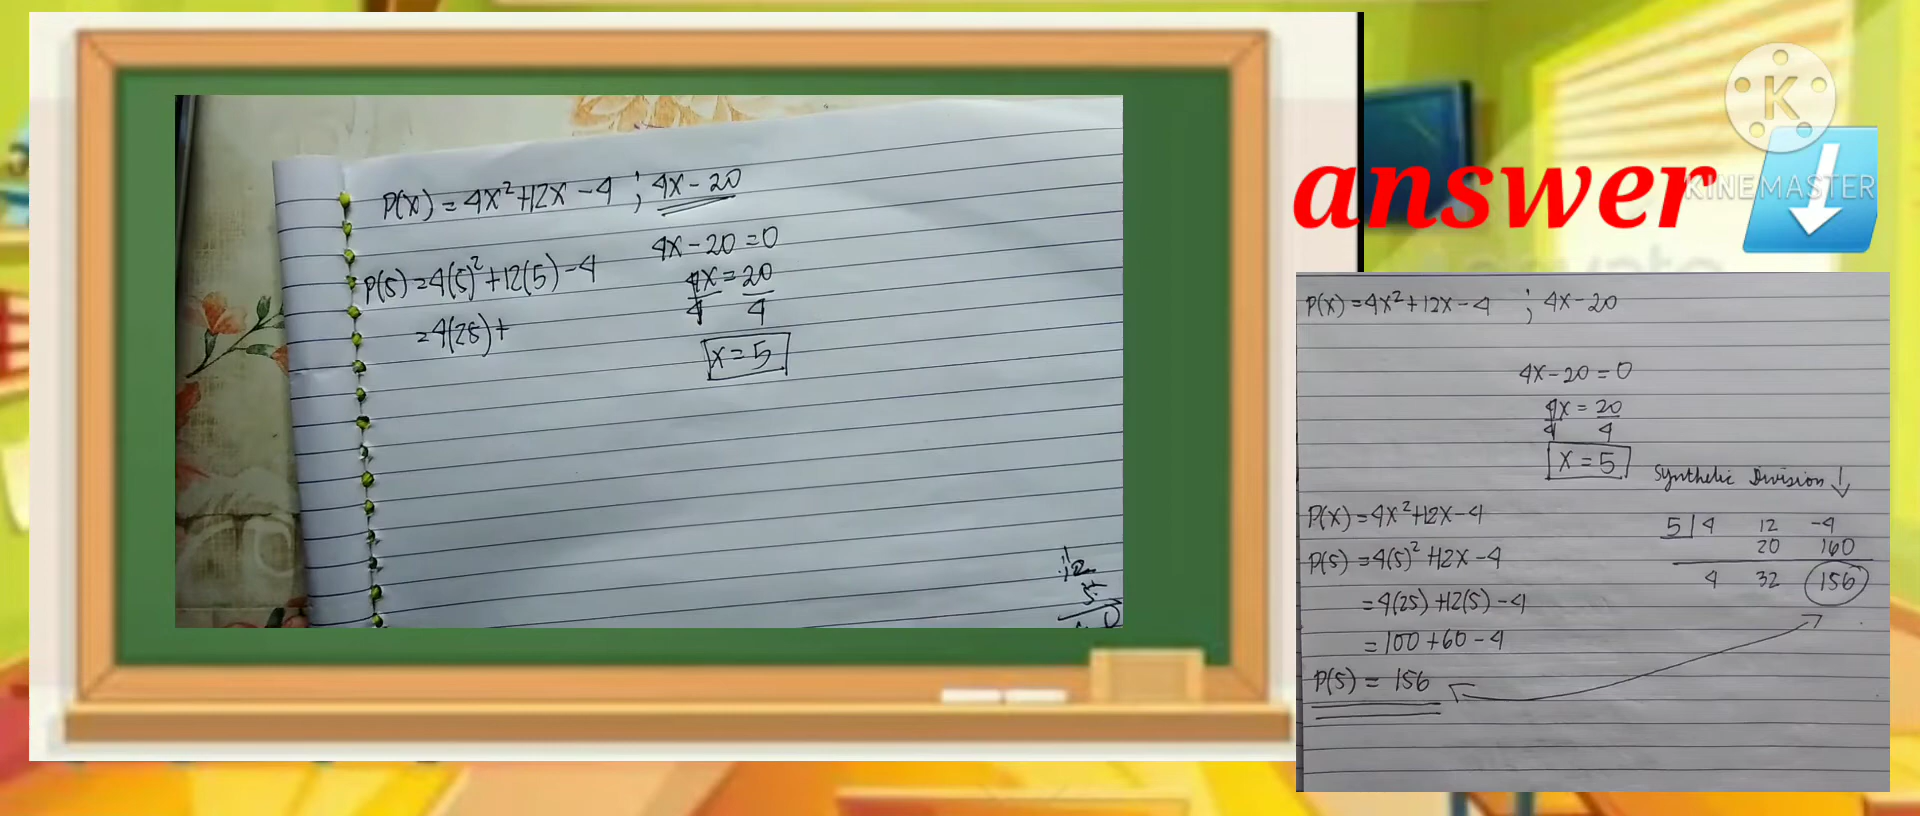 P(x) = 4x² + 12x - 4 ; 4x - 20
4x - 20 = 0
P(5) = 4(5)² + 12(5) - 4
4x = 20
4 4
= 4(25) +
x = 5
12
5
0
answer
K
KINEMASTER
P(x) = 4x² + 12x - 4 ; 4x - 20
4x - 20 = 0
4x = 20
4 4
x = 5
Synthetic Division ↓
P(x) = 4x² + 12x - 4
5 4 12 -4
P(5) = 4(5)² + 12x - 4
20 160
4 32 156
= 4(25) + 12(5) - 4
= 100 + 60 - 4
P(5) = 156